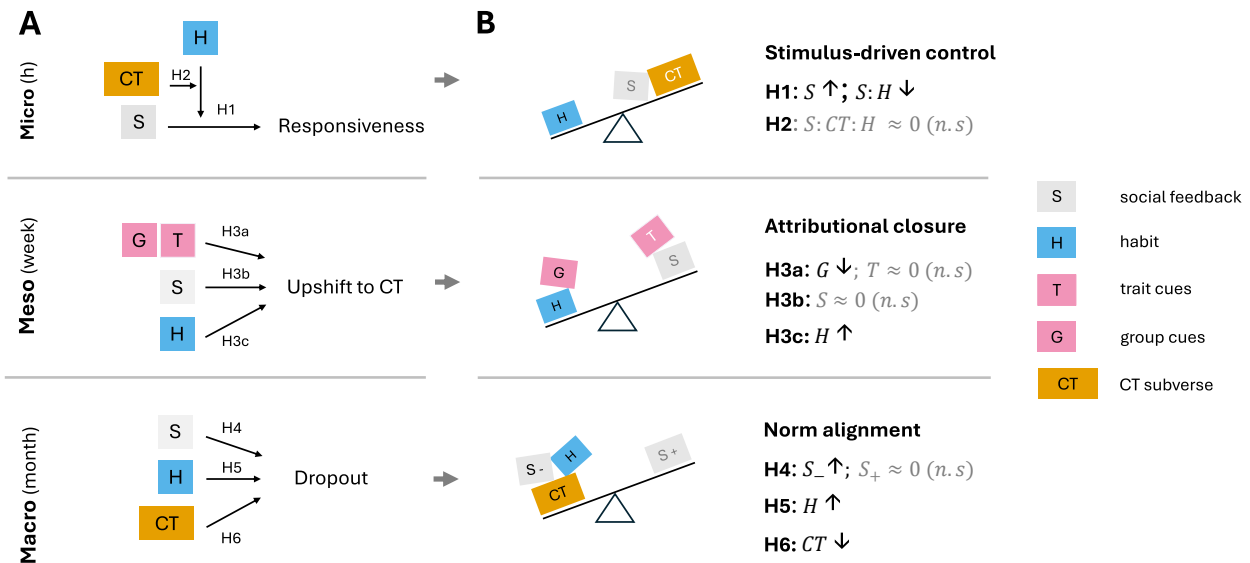 A
Micro (h)
H
CT
H2
S
H1
Responsiveness
Meso (week)
G T
H3a
S
H3b
Upshift to CT
H
H3c
Macro (month)
S
H4
H
H5
Dropout
CT
H6
B
H
S
CT
Stimulus-driven control
H1: S ↑; S:H ↓
H2: S:CT:H ≈ 0 (n.s)
G
H
T
S
Attributional closure
H3a: G ↓; T ≈ 0 (n.s)
H3b: S ≈ 0 (n.s)
H3c: H ↑
S -
H
CT
S +
Norm alignment
H4: S₋ ↑; S₊ ≈ 0 (n.s)
H5: H ↑
H6: CT ↓
S social feedback
H habit
T trait cues
G group cues
CT CT subverse